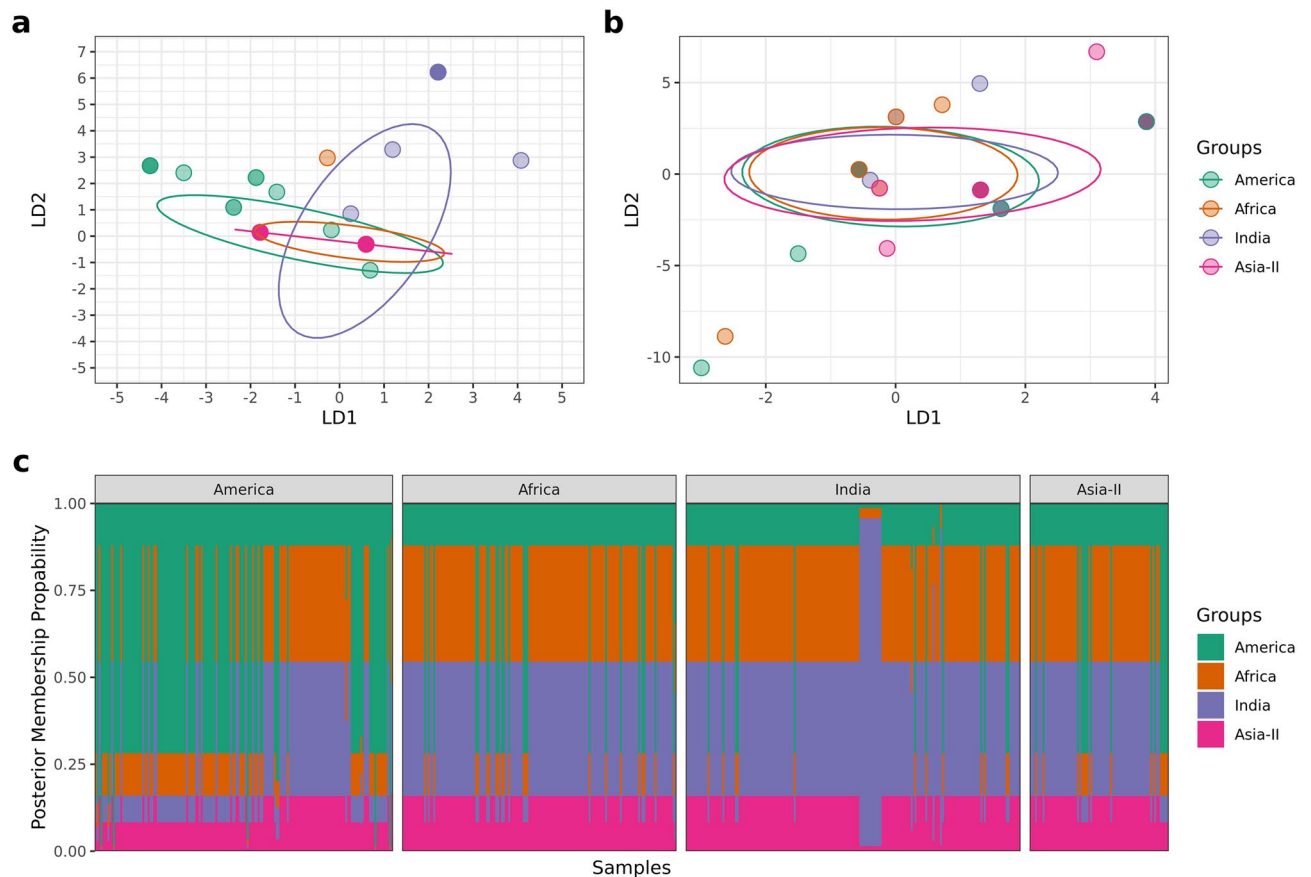 a
7
6
5
4
3
2
1
0
-1
-2
-3
-4
-5
LD2
-5 -4 -3 -2 -1 0 1 2 3 4 5
LD1
b
5
0
-5
-10
LD2
-2 0 2 4
LD1
Groups
America
Africa
India
Asia-II
c
America Africa India Asia-II
1.00
0.75
0.50
0.25
0.00
Posterior Membership Propability
Samples
Groups
America
Africa
India
Asia-II